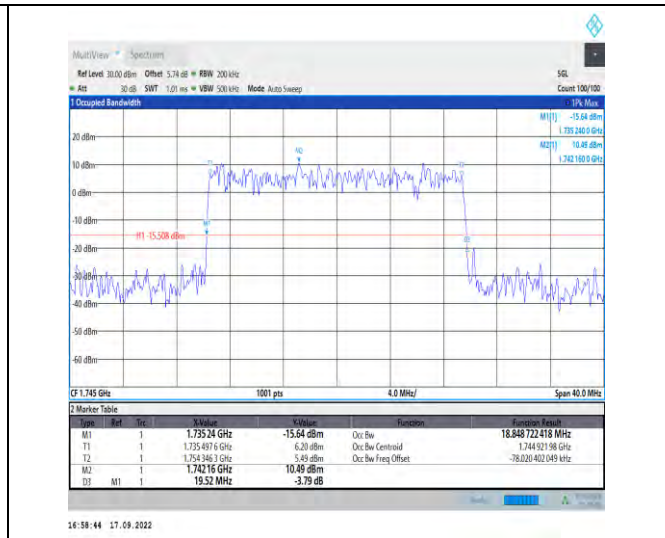 MultiView Spectrum
Ref Level 30.00 dBm Offset 5.74 dB RBW 200 kHz SGL
Att 30 dB SWT 1.01 ms VBW 500 kHz Mode Auto Sweep Count 100/100
1 Occupied Bandwidth 1Pk Max
M1[1] -15.64 dBm
1.735 240 0 GHz
M2[1] 10.49 dBm
1.742 160 0 GHz
20 dBm
M2
10 dBm
T1
0 dBm
-10 dBm
M1
H1 -15.508 dBm
D3
-20 dBm
-30 dBm
-40 dBm
-50 dBm
-60 dBm
CF 1.745 GHz 1001 pts 4.0 MHz/ Span 40.0 MHz
2 Marker Table
Type Ref Trc X-Value Y-Value Function Function Result
M1 1 1.73524 GHz -15.64 dBm Occ Bw 18.848 722 418 MHz
T1 1 1.735 497 6 GHz 6.20 dBm Occ Bw Centroid 1.744 921 98 GHz
T2 1 1.754 346 3 GHz 5.49 dBm Occ Bw Freq Offset -78.020 402 049 kHz
M2 1 1.74216 GHz 10.49 dBm
D3 M1 1 19.52 MHz -3.79 dB
16:58:44 17.09.2022